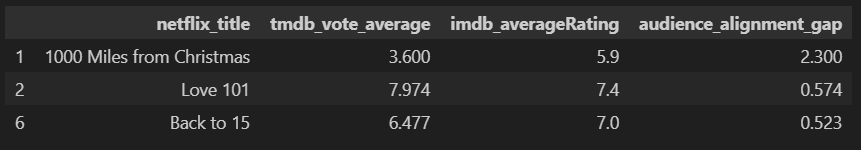 netflix_title tmdb_vote_average imdb_averageRating audience_alignment_gap
1 1000 Miles from Christmas 3.600 5.9 2.300
2 Love 101 7.974 7.4 0.574
6 Back to 15 6.477 7.0 0.523